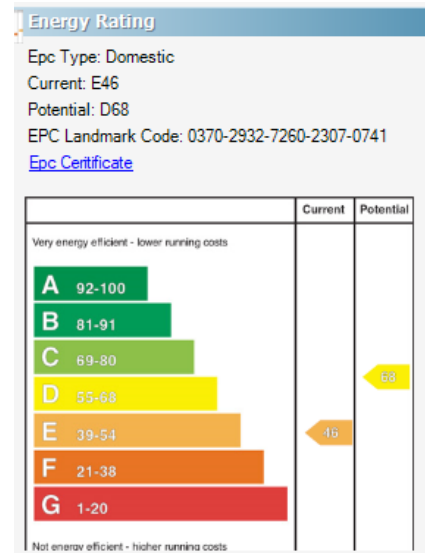 Energy Rating
Epc Type: Domestic
Current: E46
Potential: D68
EPC Landmark Code: 0370-2932-7260-2307-0741
Epc Ceritificate
Current Potential
Very energy efficient - lower running costs
A 92-100
B 81-91
C 69-80
D 55-68
68
E 39-54
46
F 21-38
G 1-20
Not energy efficient - higher running costs